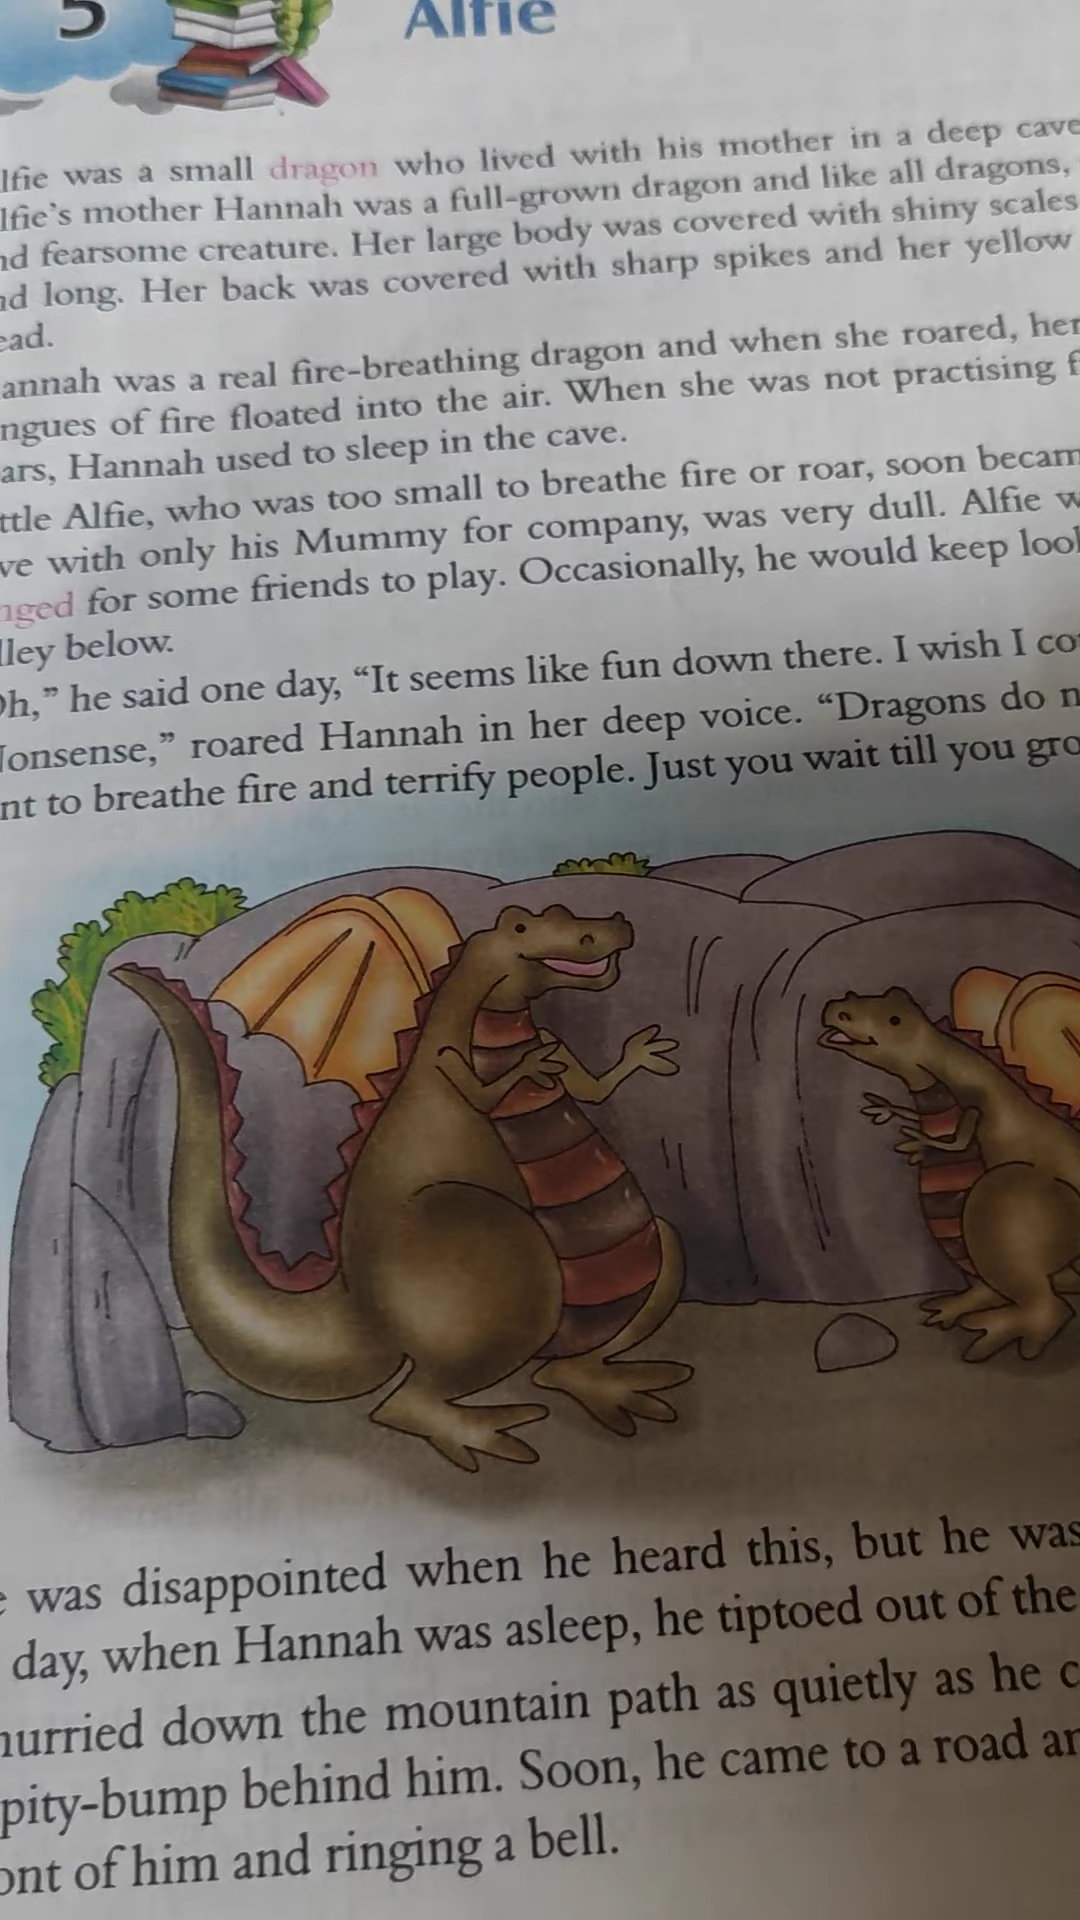 5
Alfie
lfie was a small dragon who lived with his mother in a deep cave
lfie's mother Hannah was a full-grown dragon and like all dragons,
nd fearsome creature. Her large body was covered with shiny scales
nd long. Her back was covered with sharp spikes and her yellow
ead.
annah was a real fire-breathing dragon and when she roared, her
ngues of fire floated into the air. When she was not practising f
ars, Hannah used to sleep in the cave.
ttle Alfie, who was too small to breathe fire or roar, soon becam
ve with only his Mummy for company, was very dull. Alfie w
nged for some friends to play. Occasionally, he would keep look
lley below.
Oh,” he said one day, “It seems like fun down there. I wish I co
Nonsense,” roared Hannah in her deep voice. “Dragons do n
nt to breathe fire and terrify people. Just you wait till you gro
e was disappointed when he heard this, but he was
day, when Hannah was asleep, he tiptoed out of the
hurried down the mountain path as quietly as he c
pity-bump behind him. Soon, he came to a road an
ont of him and ringing a bell.